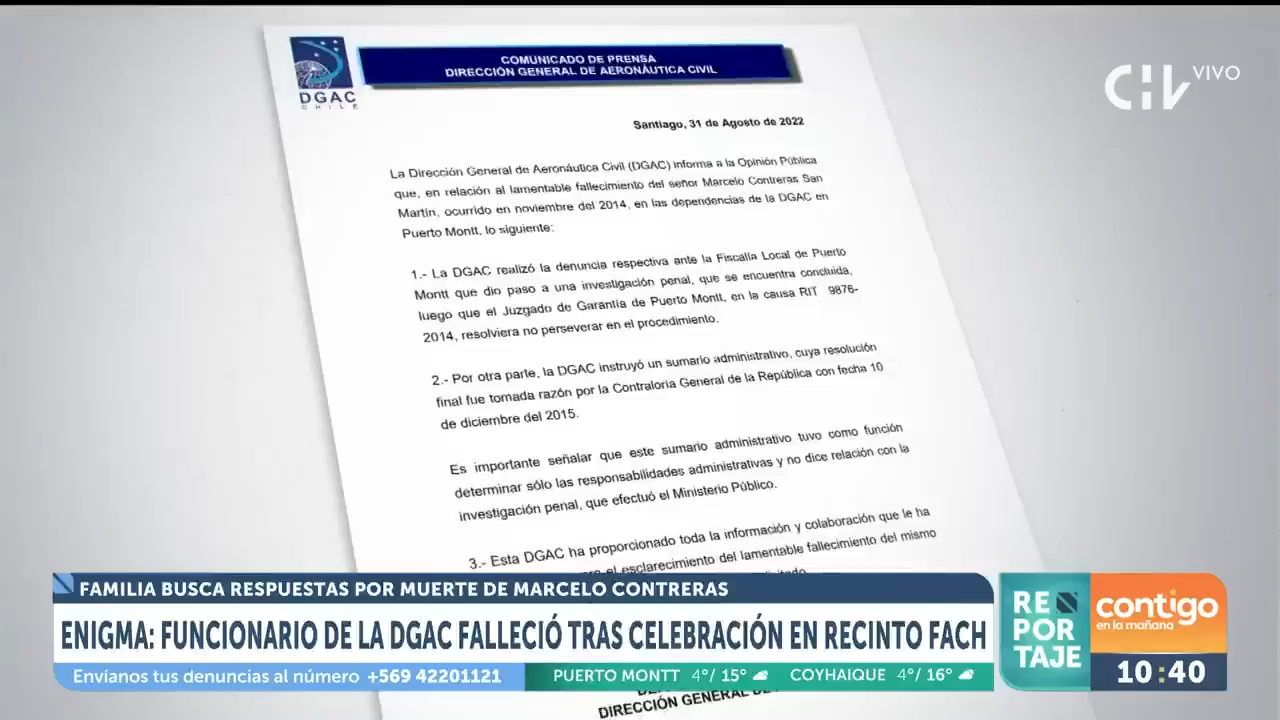 COMUNICADO DE PRENSA
DIRECCIÓN GENERAL DE AERONÁUTICA CIVIL
DGAC
CHILE
CHV VIVO
Santiago, 31 de Agosto de 2022
La Dirección General de Aeronáutica Civil (DGAC) informa a la Opinión Pública
que, en relación al lamentable fallecimiento del señor Marcelo Contreras San
Martín, ocurrido en noviembre del 2014, en las dependencias de la DGAC en
Puerto Montt, lo siguiente:
1.- La DGAC realizó la denuncia respectiva ante la Fiscalía Local de Puerto
Montt que dio paso a una investigación penal, que se encuentra concluida,
luego que el Juzgado de Garantía de Puerto Montt, en la causa RIT 9876-
2014, resolviera no perseverar en el procedimiento.
2.- Por otra parte, la DGAC instruyó un sumario administrativo, cuya resolución
final fue tomada razón por la Contraloría General de la República con fecha 10
de diciembre del 2015.
Es importante señalar que este sumario administrativo tuvo como función
determinar sólo las responsabilidades administrativas y no dice relación con la
investigación penal, que efectuó el Ministerio Público.
3.- Esta DGAC ha proporcionado toda la información y colaboración que le ha
el esclarecimiento del lamentable fallecimiento del mismo
FAMILIA BUSCA RESPUESTAS POR MUERTE DE MARCELO CONTRERAS
ENIGMA: FUNCIONARIO DE LA DGAC FALLECIÓ TRAS CELEBRACIÓN EN RECINTO FACH
Envíanos tus denuncias al número +569 42201121
PUERTO MONTT 4°/ 15° COYHAIQUE 4°/ 16°
REPORTAJE
contigo
en la mañana
10:40
DIRECCIÓN GENERAL